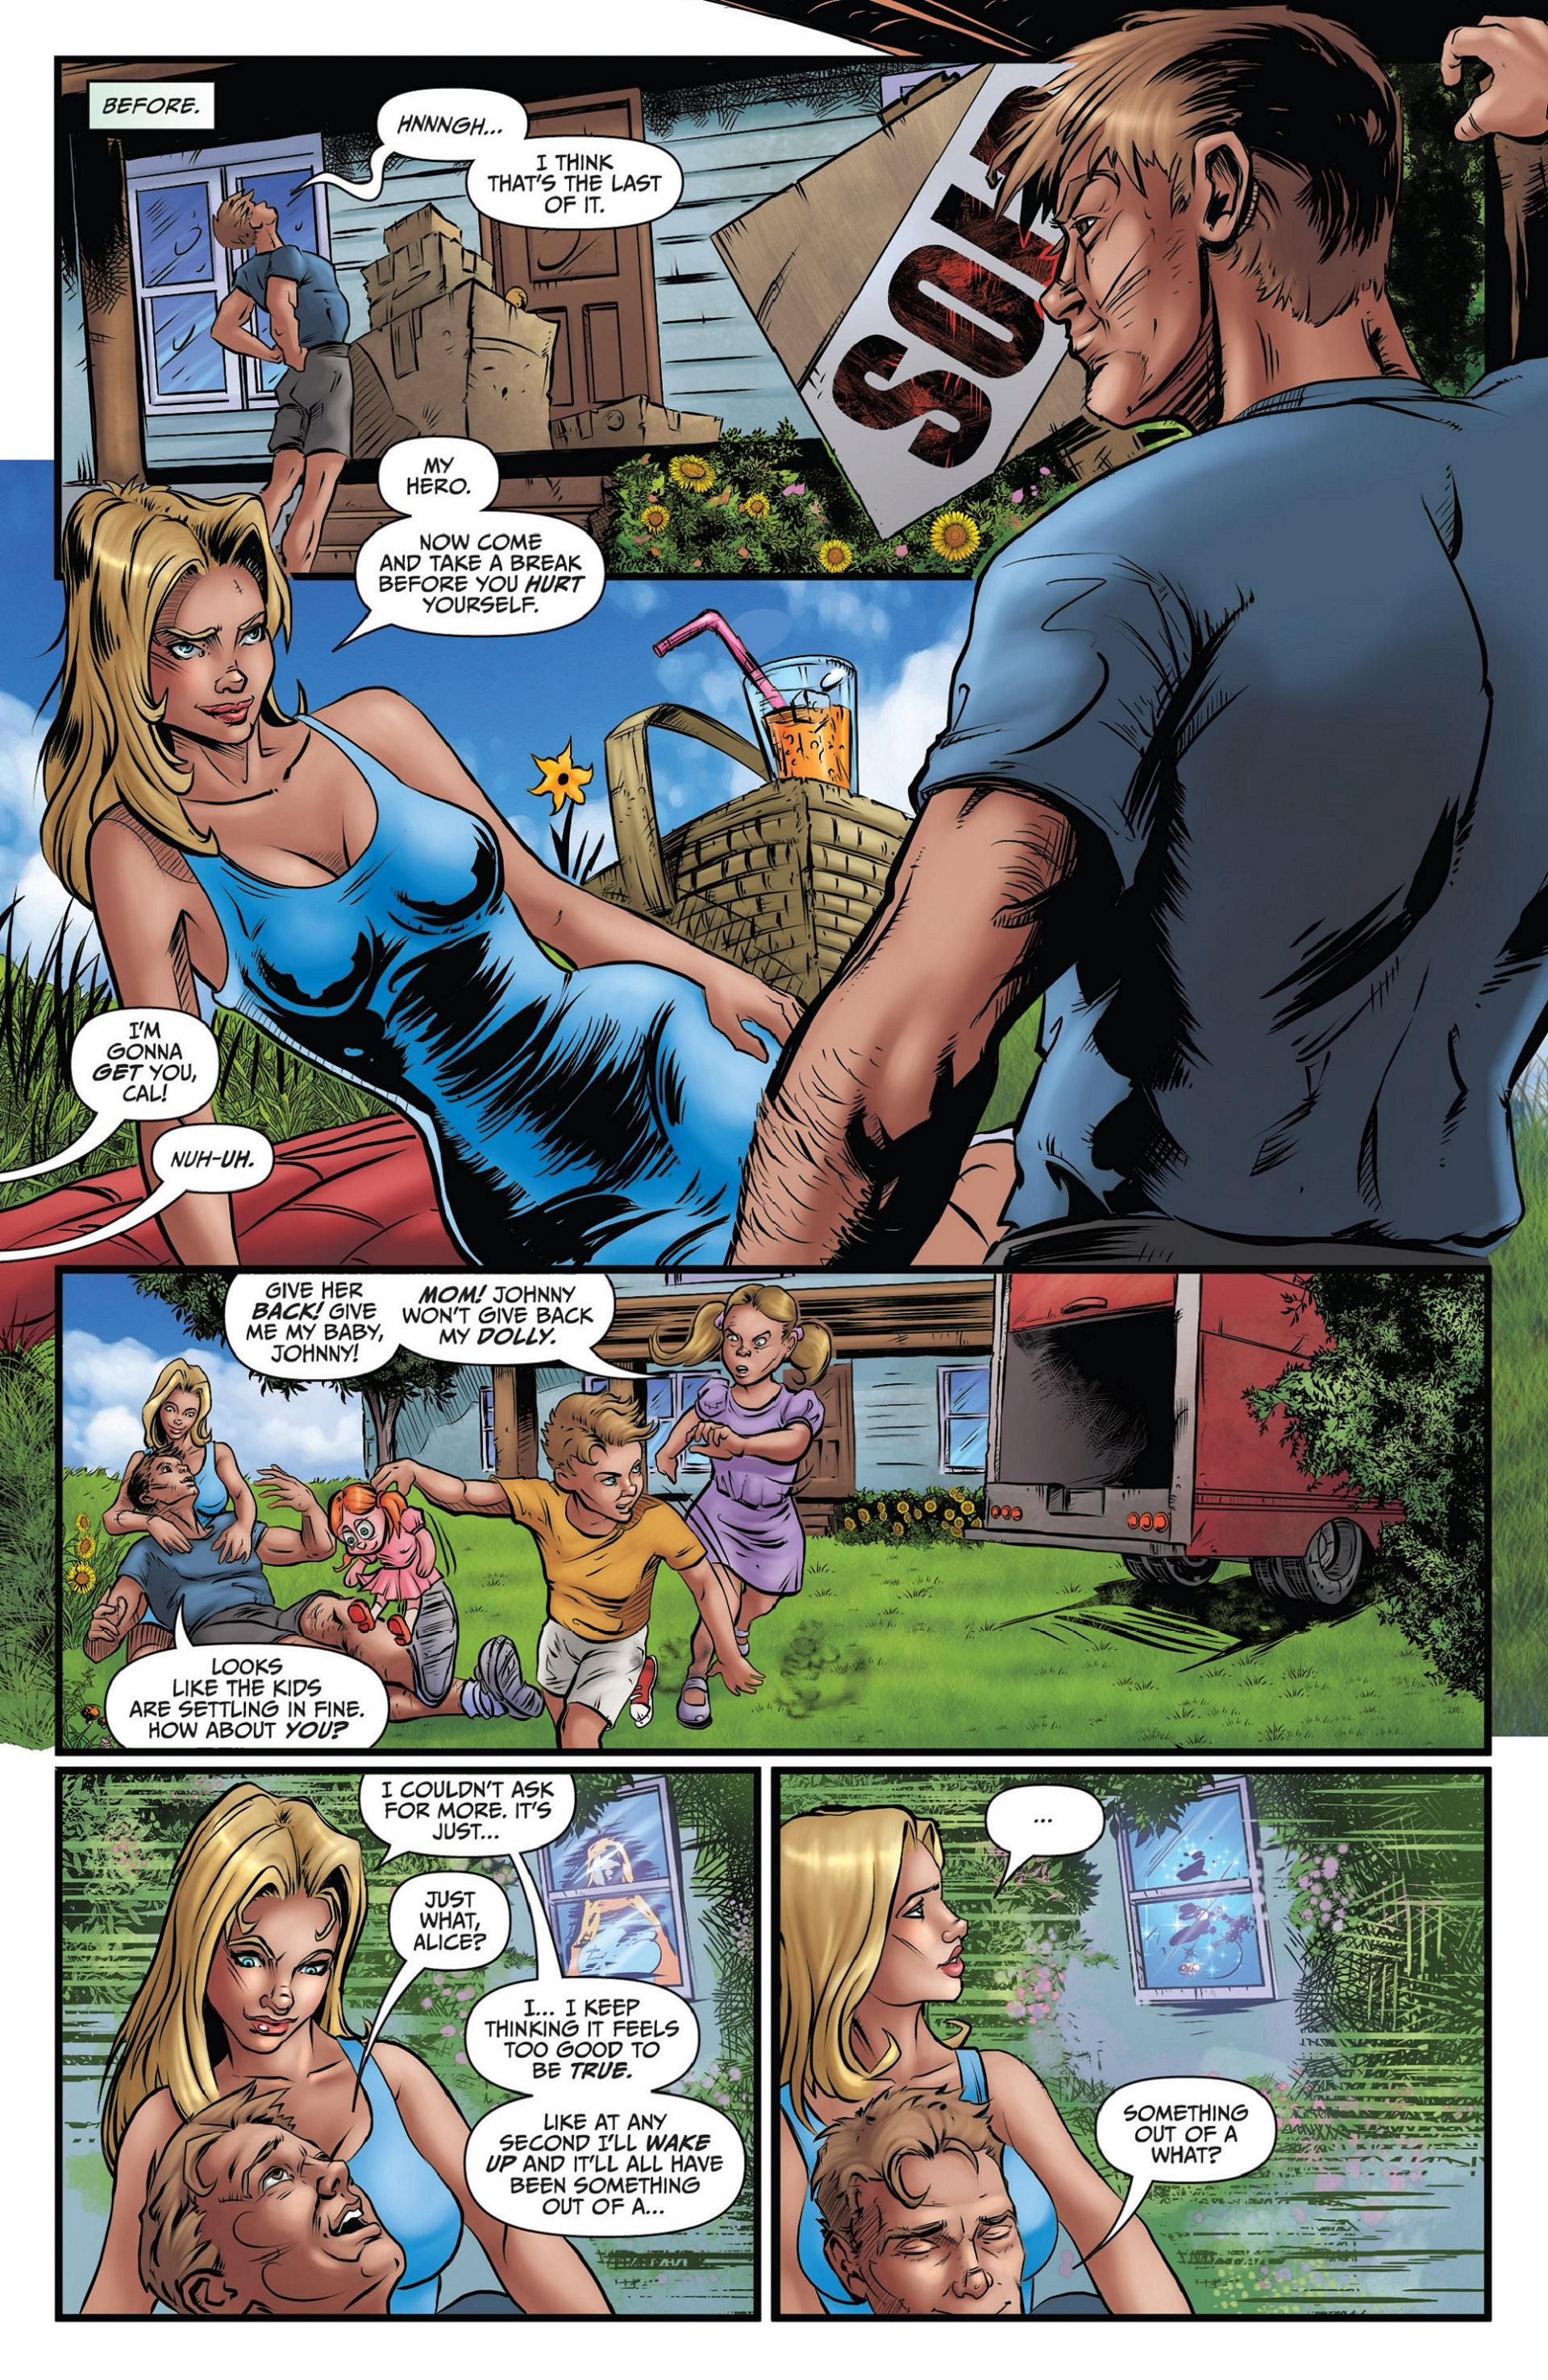 BEFORE.
HNNNGH...
I THINK
THAT'S THE LAST
OF IT.
SOLD
MY
HERO.
NOW COME
AND TAKE A BREAK
BEFORE YOU HURT
YOURSELF.
I'M
GONNA
GET YOU,
CAL!
NUH-UH.
GIVE HER
BACK! GIVE
ME MY BABY,
JOHNNY!
MOM! JOHNNY
WON'T GIVE BACK
MY DOLLY.
LOOKS
LIKE THE KIDS
ARE SETTLING IN FINE.
HOW ABOUT YOU?
I COULDN'T ASK
FOR MORE. IT'S
JUST...
JUST
WHAT,
ALICE?
I... I KEEP
THINKING IT FEELS
TOO GOOD TO
BE TRUE.
LIKE AT ANY
SECOND I'LL WAKE
UP AND IT'LL ALL HAVE
BEEN SOMETHING
OUT OF A...
...
SOMETHING
OUT OF A
WHAT?